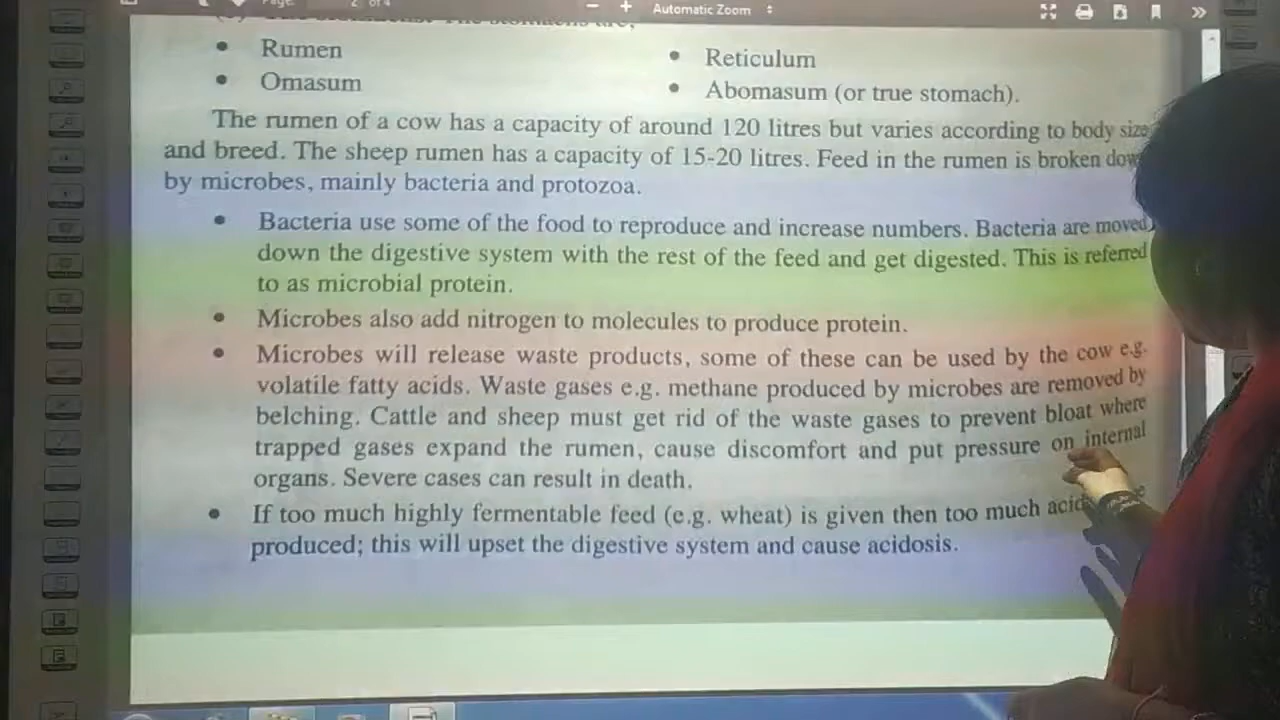 Page: 2 of 4
Automatic Zoom
• Rumen
• Reticulum
• Omasum
• Abomasum (or true stomach).
The rumen of a cow has a capacity of around 120 litres but varies according to body size
and breed. The sheep rumen has a capacity of 15-20 litres. Feed in the rumen is broken down
by microbes, mainly bacteria and protozoa.
• Bacteria use some of the food to reproduce and increase numbers. Bacteria are moved
down the digestive system with the rest of the feed and get digested. This is referred
to as microbial protein.
• Microbes also add nitrogen to molecules to produce protein.
• Microbes will release waste products, some of these can be used by the cow e.g.
volatile fatty acids. Waste gases e.g. methane produced by microbes are removed by
belching. Cattle and sheep must get rid of the waste gases to prevent bloat where
trapped gases expand the rumen, cause discomfort and put pressure on internal
organs. Severe cases can result in death.
• If too much highly fermentable feed (e.g. wheat) is given then too much acid
produced; this will upset the digestive system and cause acidosis.